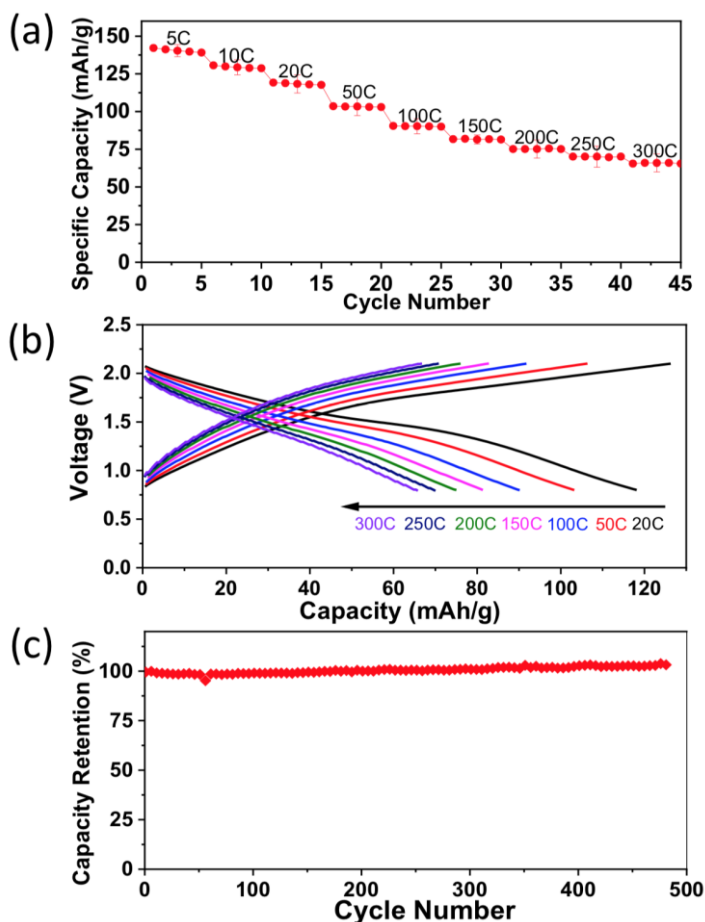 (a)
Specific Capacity (mAh/g)
150
125
100
75
50
25
0
5C
10C
20C
50C
100C
150C
200C
250C
300C
0 5 10 15 20 25 30 35 40 45
Cycle Number
(b)
Voltage (V)
2.5
2.0
1.5
1.0
0.5
0.0
300C 250C 200C 150C 100C 50C 20C
0 20 40 60 80 100 120
Capacity (mAh/g)
(c)
Capacity Retention (%)
100
75
50
25
0
0 100 200 300 400 500
Cycle Number